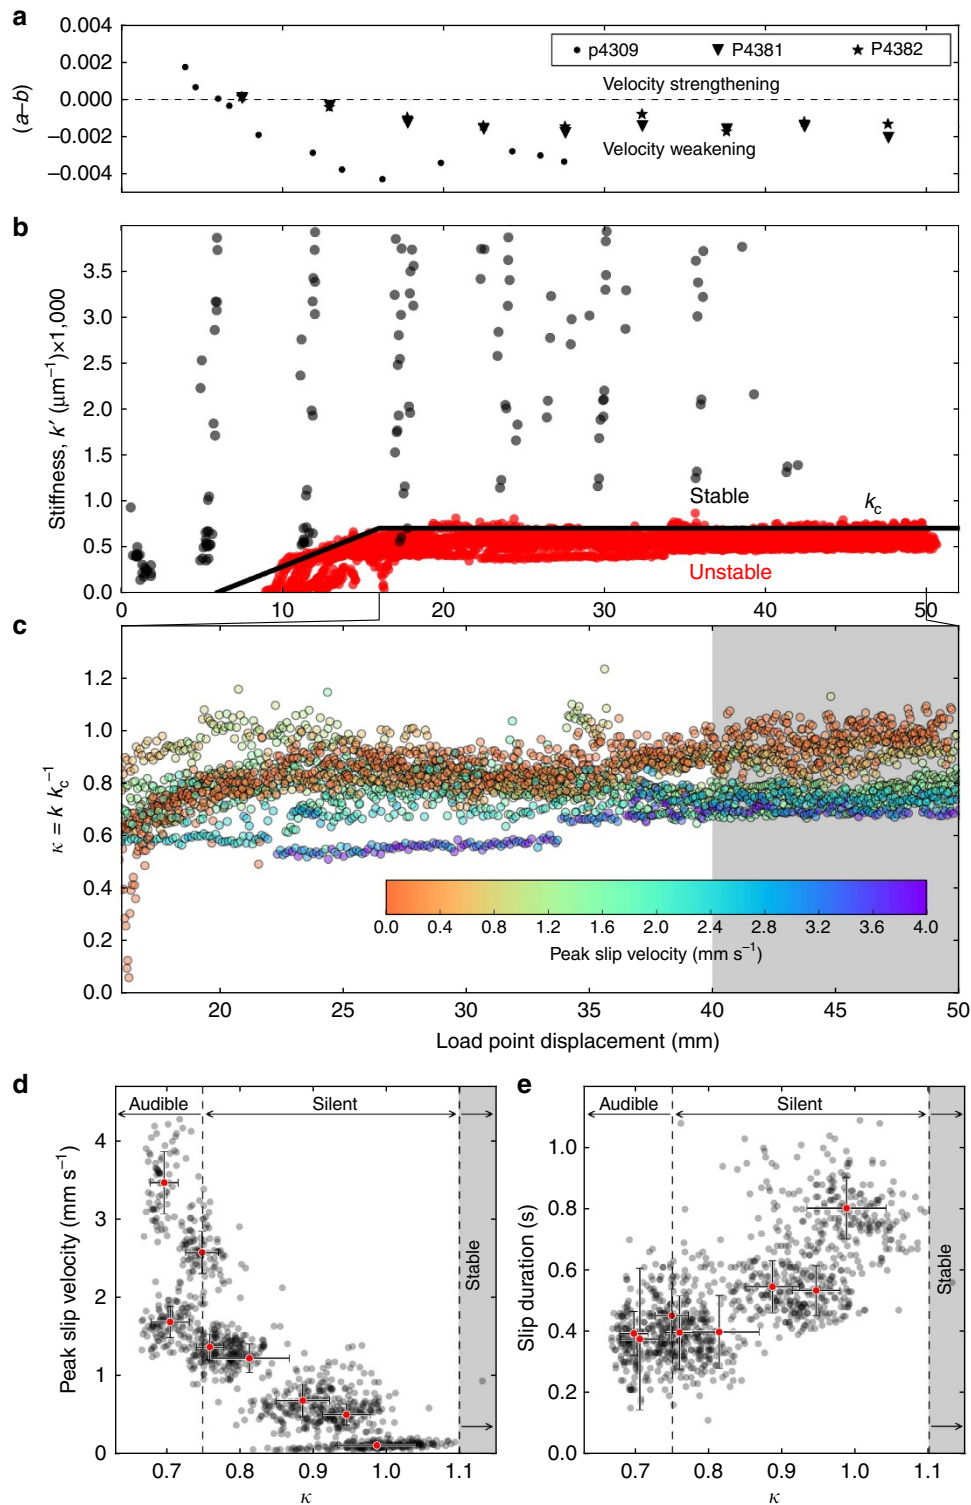 a
0.004
0.002
0.000
−0.002
−0.004
(a–b)
p4309
P4381
P4382
Velocity strengthening
Velocity weakening
b
3.5
3.0
2.5
2.0
1.5
1.0
0.5
0.0
Stiffness, k′ (μm⁻¹)×1,000
Stable
kc
Unstable
0 10 20 30 40 50
c
1.2
1.0
0.8
0.6
0.4
0.2
0.0
κ = k kc⁻¹
0.0 0.4 0.8 1.2 1.6 2.0 2.4 2.8 3.2 3.6 4.0
Peak slip velocity (mm s⁻¹)
20 25 30 35 40 45 50
Load point displacement (mm)
d
Audible Silent
4
3
2
1
0
Peak slip velocity (mm s⁻¹)
Stable
0.7 0.8 0.9 1.0 1.1
κ
e
Audible Silent
1.0
0.8
0.6
0.4
0.2
0.0
Slip duration (s)
Stable
0.7 0.8 0.9 1.0 1.1
κ